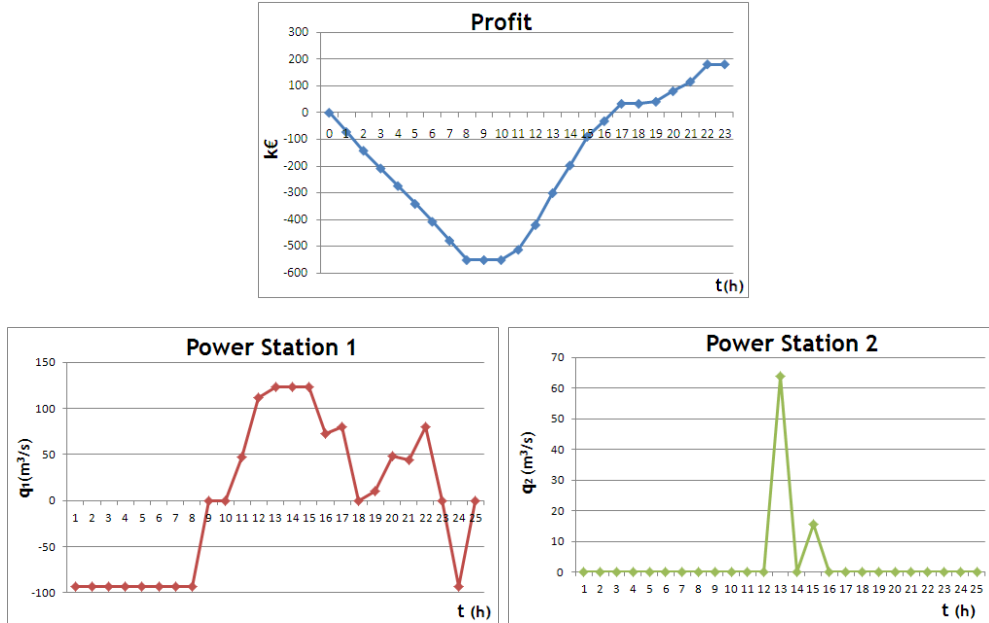 Profit
300
200
100
0
-100
-200
-300
-400
-500
-600
k€
0 1 2 3 4 5 6 7 8 9 10 11 12 13 14 15 16 17 18 19 20 21 22 23
t(h)
Power Station 1
150
100
50
0
-50
-100
q₁(m³/s)
1 2 3 4 5 6 7 8 9 10 11 12 13 14 15 16 17 18 19 20 21 22 23 24 25
t (h)
Power Station 2
70
60
50
40
30
20
10
0
q₂ (m³/s)
1 2 3 4 5 6 7 8 9 10 11 12 13 14 15 16 17 18 19 20 21 22 23 24 25
t (h)